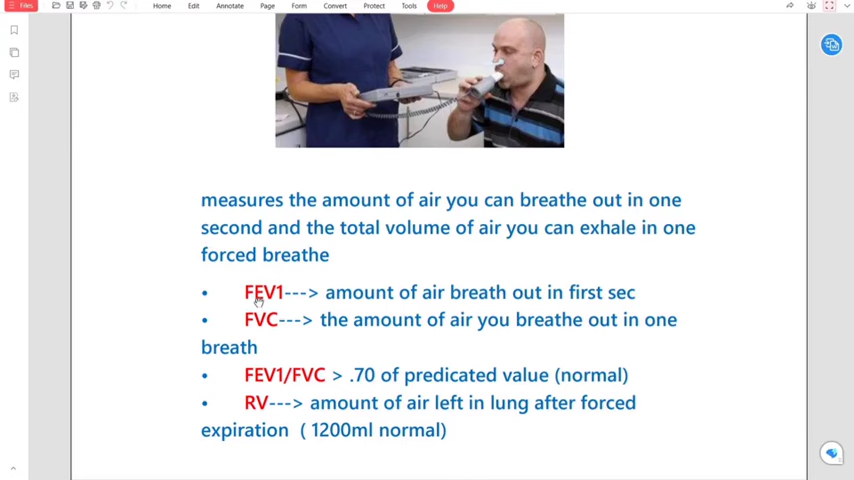 Files Home Edit Annotate Page Form Convert Protect Tools Help
measures the amount of air you can breathe out in one
second and the total volume of air you can exhale in one
forced breathe
• FEV1---> amount of air breath out in first sec
• FVC---> the amount of air you breathe out in one
breath
• FEV1/FVC > .70 of predicated value (normal)
• RV---> amount of air left in lung after forced
expiration ( 1200ml normal)